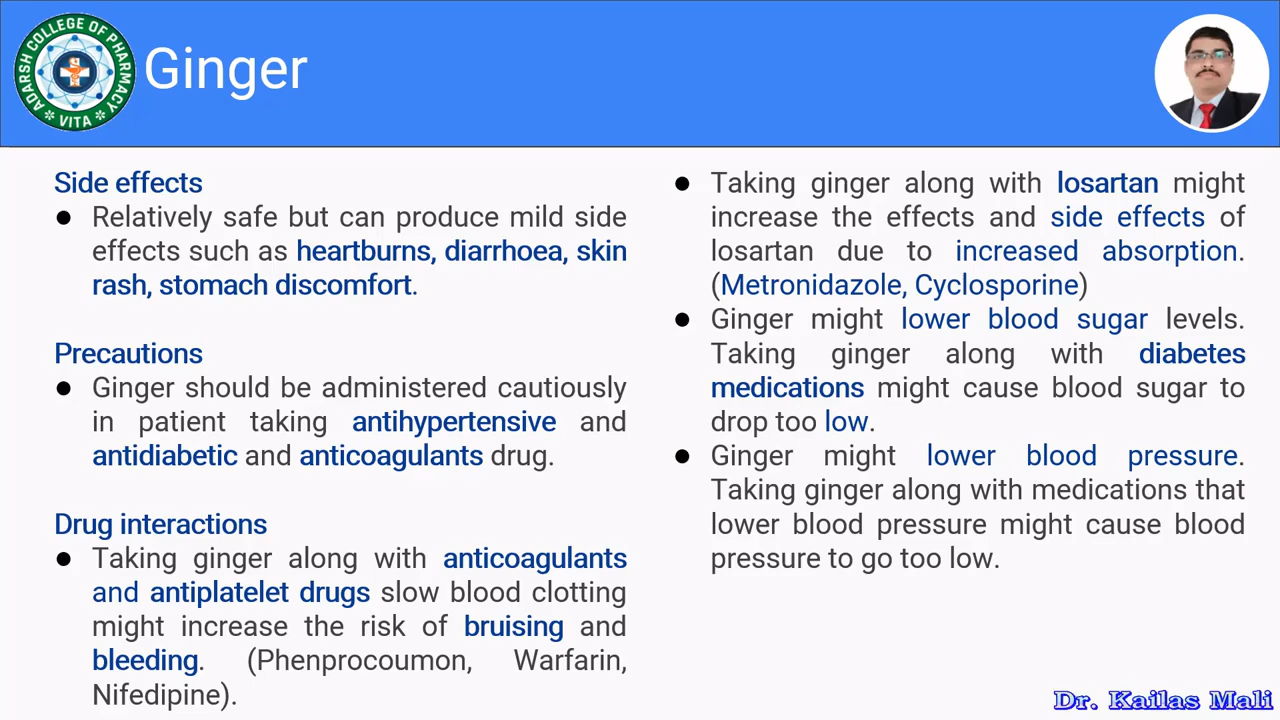 ADARSH COLLEGE OF PHARMACY
VITA
Ginger
Side effects
● Relatively safe but can produce mild side
effects such as heartburns, diarrhoea, skin
rash, stomach discomfort.
Precautions
● Ginger should be administered cautiously
in patient taking antihypertensive and
antidiabetic and anticoagulants drug.
Drug interactions
● Taking ginger along with anticoagulants
and antiplatelet drugs slow blood clotting
might increase the risk of bruising and
bleeding. (Phenprocoumon, Warfarin,
Nifedipine).
● Taking ginger along with losartan might
increase the effects and side effects of
losartan due to increased absorption.
(Metronidazole, Cyclosporine)
● Ginger might lower blood sugar levels.
Taking ginger along with diabetes
medications might cause blood sugar to
drop too low.
● Ginger might lower blood pressure.
Taking ginger along with medications that
lower blood pressure might cause blood
pressure to go too low.
Dr. Kailas Mali